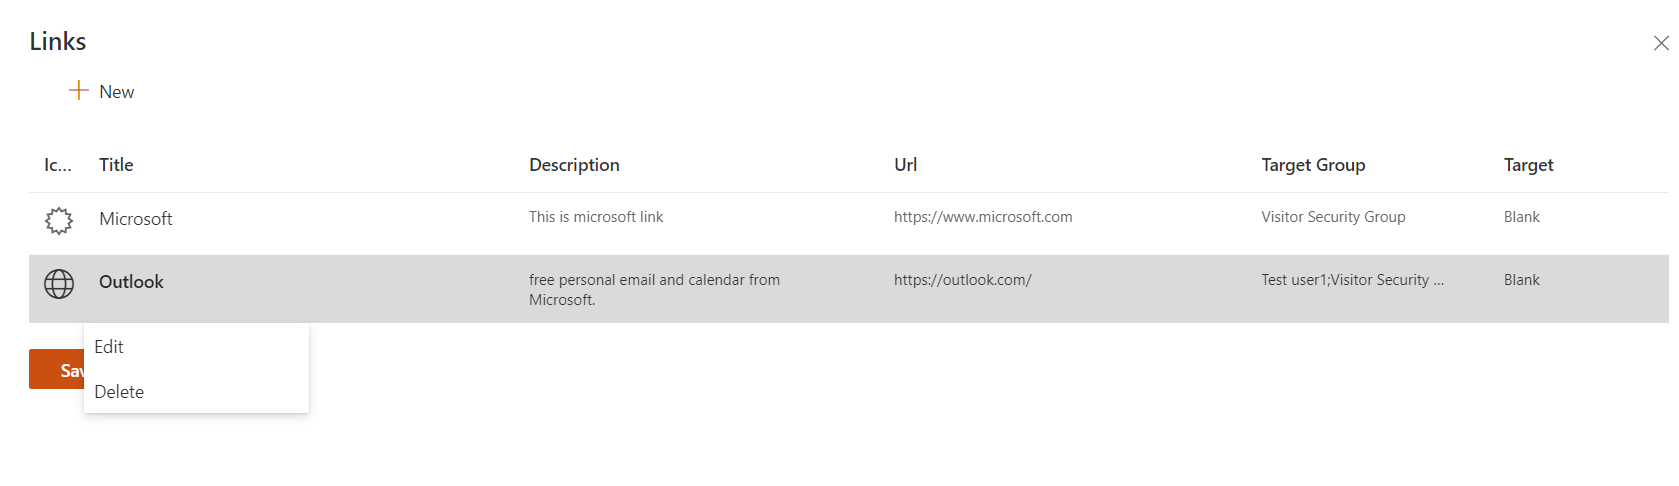 Links
New
Ic... Title Description Url Target Group Target
Microsoft This is microsoft link https://www.microsoft.com Visitor Security Group Blank
Outlook free personal email and calendar from https://outlook.com/ Test user1;Visitor Security ... Blank
Microsoft.
Edit
Sav
Delete